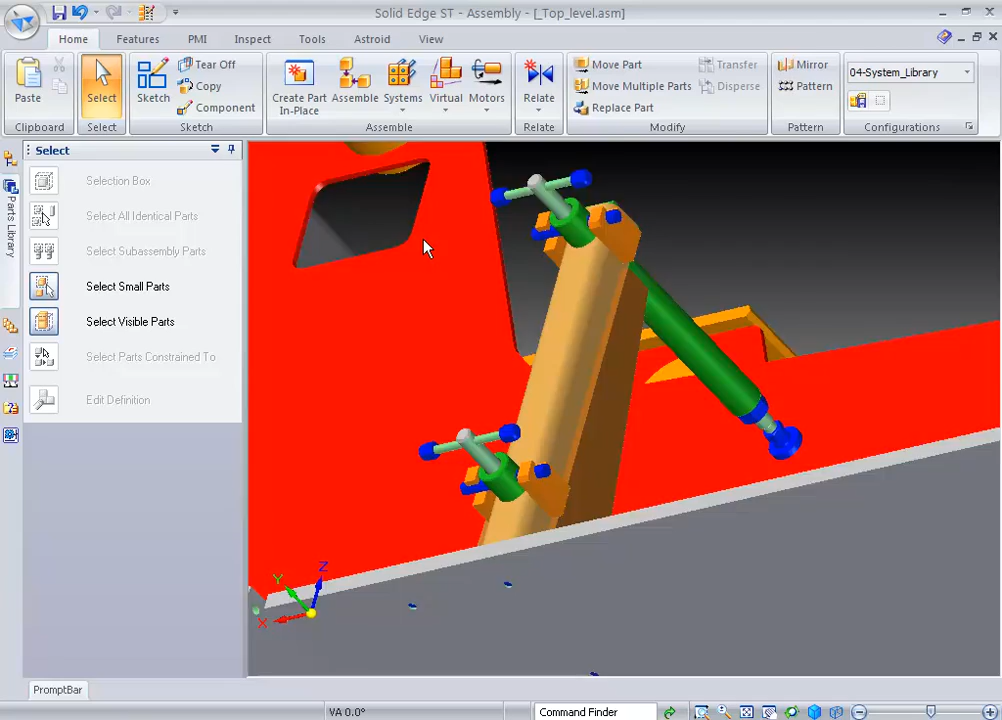 Solid Edge ST - Assembly - [_Top_level.asm]
Home Features PMI Inspect Tools Astroid View
Paste
Clipboard
Select
Select
Sketch
Tear Off
Copy
Component
Sketch
Create Part
In-Place
Assemble
Systems
Virtual
Motors
Assemble
Relate
Relate
Move Part
Move Multiple Parts
Replace Part
Transfer
Disperse
Modify
Mirror
Pattern
Pattern
04-System_Library
Configurations
Parts Library
Select
Selection Box
Select All Identical Parts
Select Subassembly Parts
Select Small Parts
Select Visible Parts
Select Parts Constrained To
Edit Definition
Z
Y
X
PromptBar
VA 0.0°
Command Finder